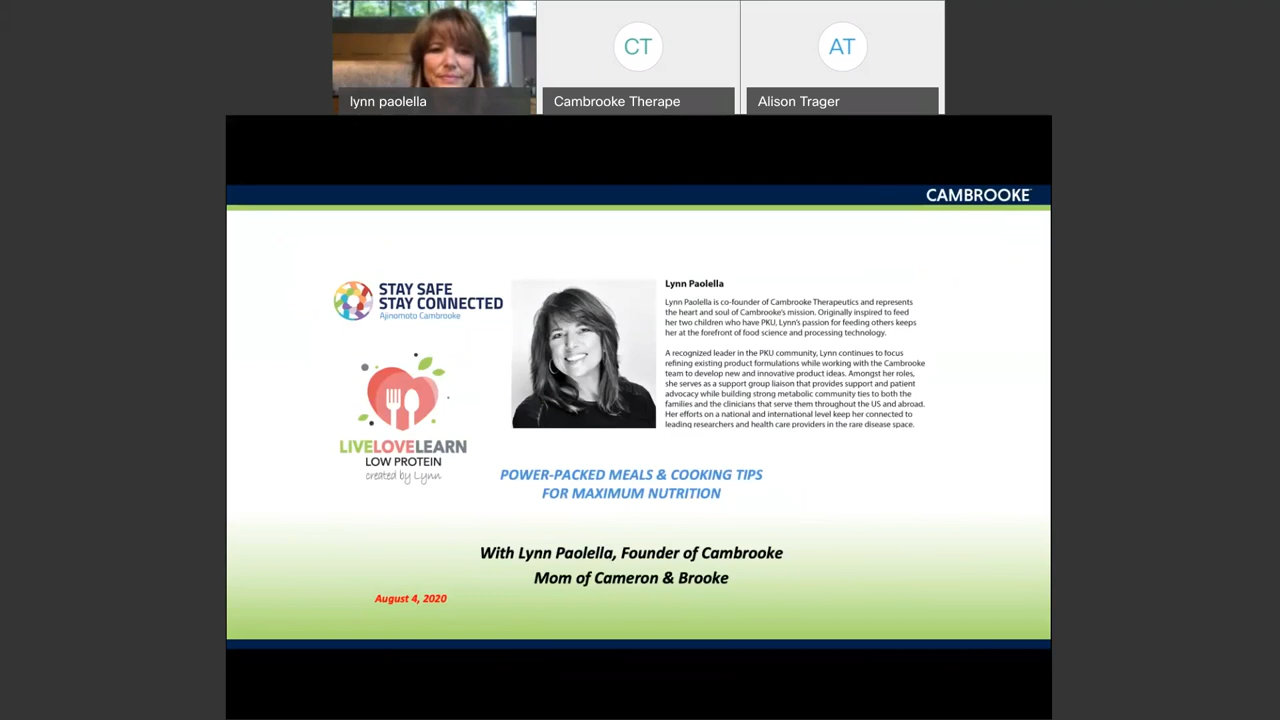 CT
AT
lynn paolella
Cambrooke Therape
Alison Trager
CAMBROOKE
STAY SAFE
STAY CONNECTED
Ajinomoto Cambrooke
LIVELOVELEARN
LOW PROTEIN
created by Lynn
Lynn Paolella
Lynn Paolella is co-founder of Cambrooke Therapeutics and represents
the heart and soul of Cambrooke's mission. Originally inspired to feed
her two children who have PKU, Lynn's passion for feeding others keeps
her at the forefront of food science and processing technology.
A recognized leader in the PKU community, Lynn continues to focus
refining existing product formulations while working with the Cambrooke
team to develop new and innovative product ideas. Amongst her roles,
she serves as a support group liaison that provides support and patient
advocacy while building strong metabolic community ties to both the
families and the clinicians that serve them throughout the US and abroad.
Her efforts on a national and international level keep her connected to
leading researchers and health care providers in the rare disease space.
POWER-PACKED MEALS & COOKING TIPS
FOR MAXIMUM NUTRITION
With Lynn Paolella, Founder of Cambrooke
Mom of Cameron & Brooke
August 4, 2020